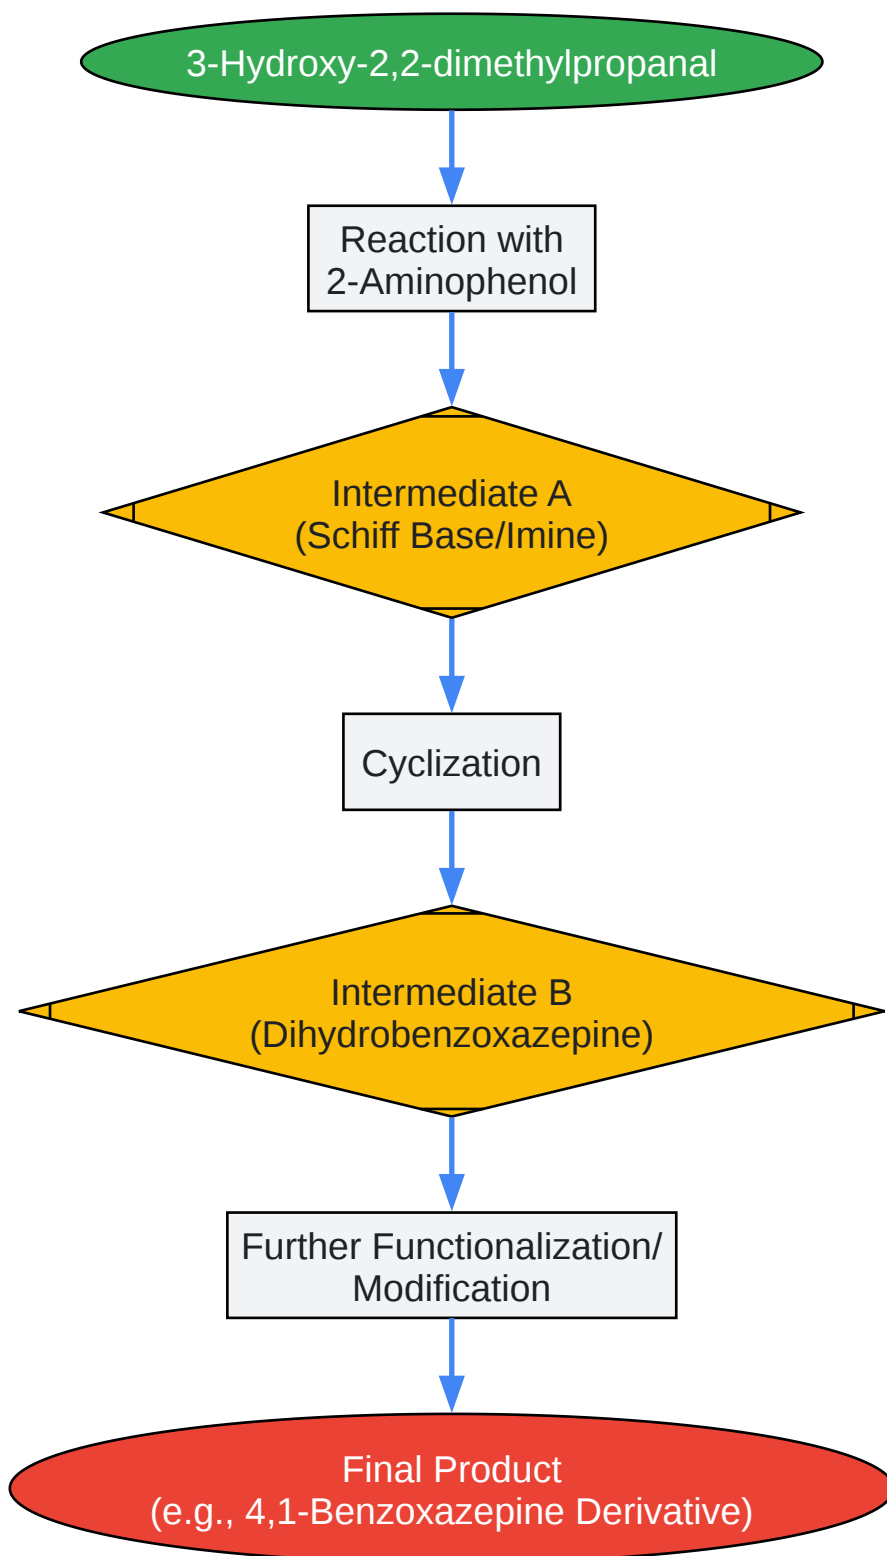 3-Hydroxy-2,2-dimethylpropanal
Reaction with
2-Aminophenol
Intermediate A
(Schiff Base/Imine)
Cyclization
Intermediate B
(Dihydrobenzoxazepine)
Further Functionalization/
Modification
Final Product
(e.g., 4,1-Benzoxazepine Derivative)